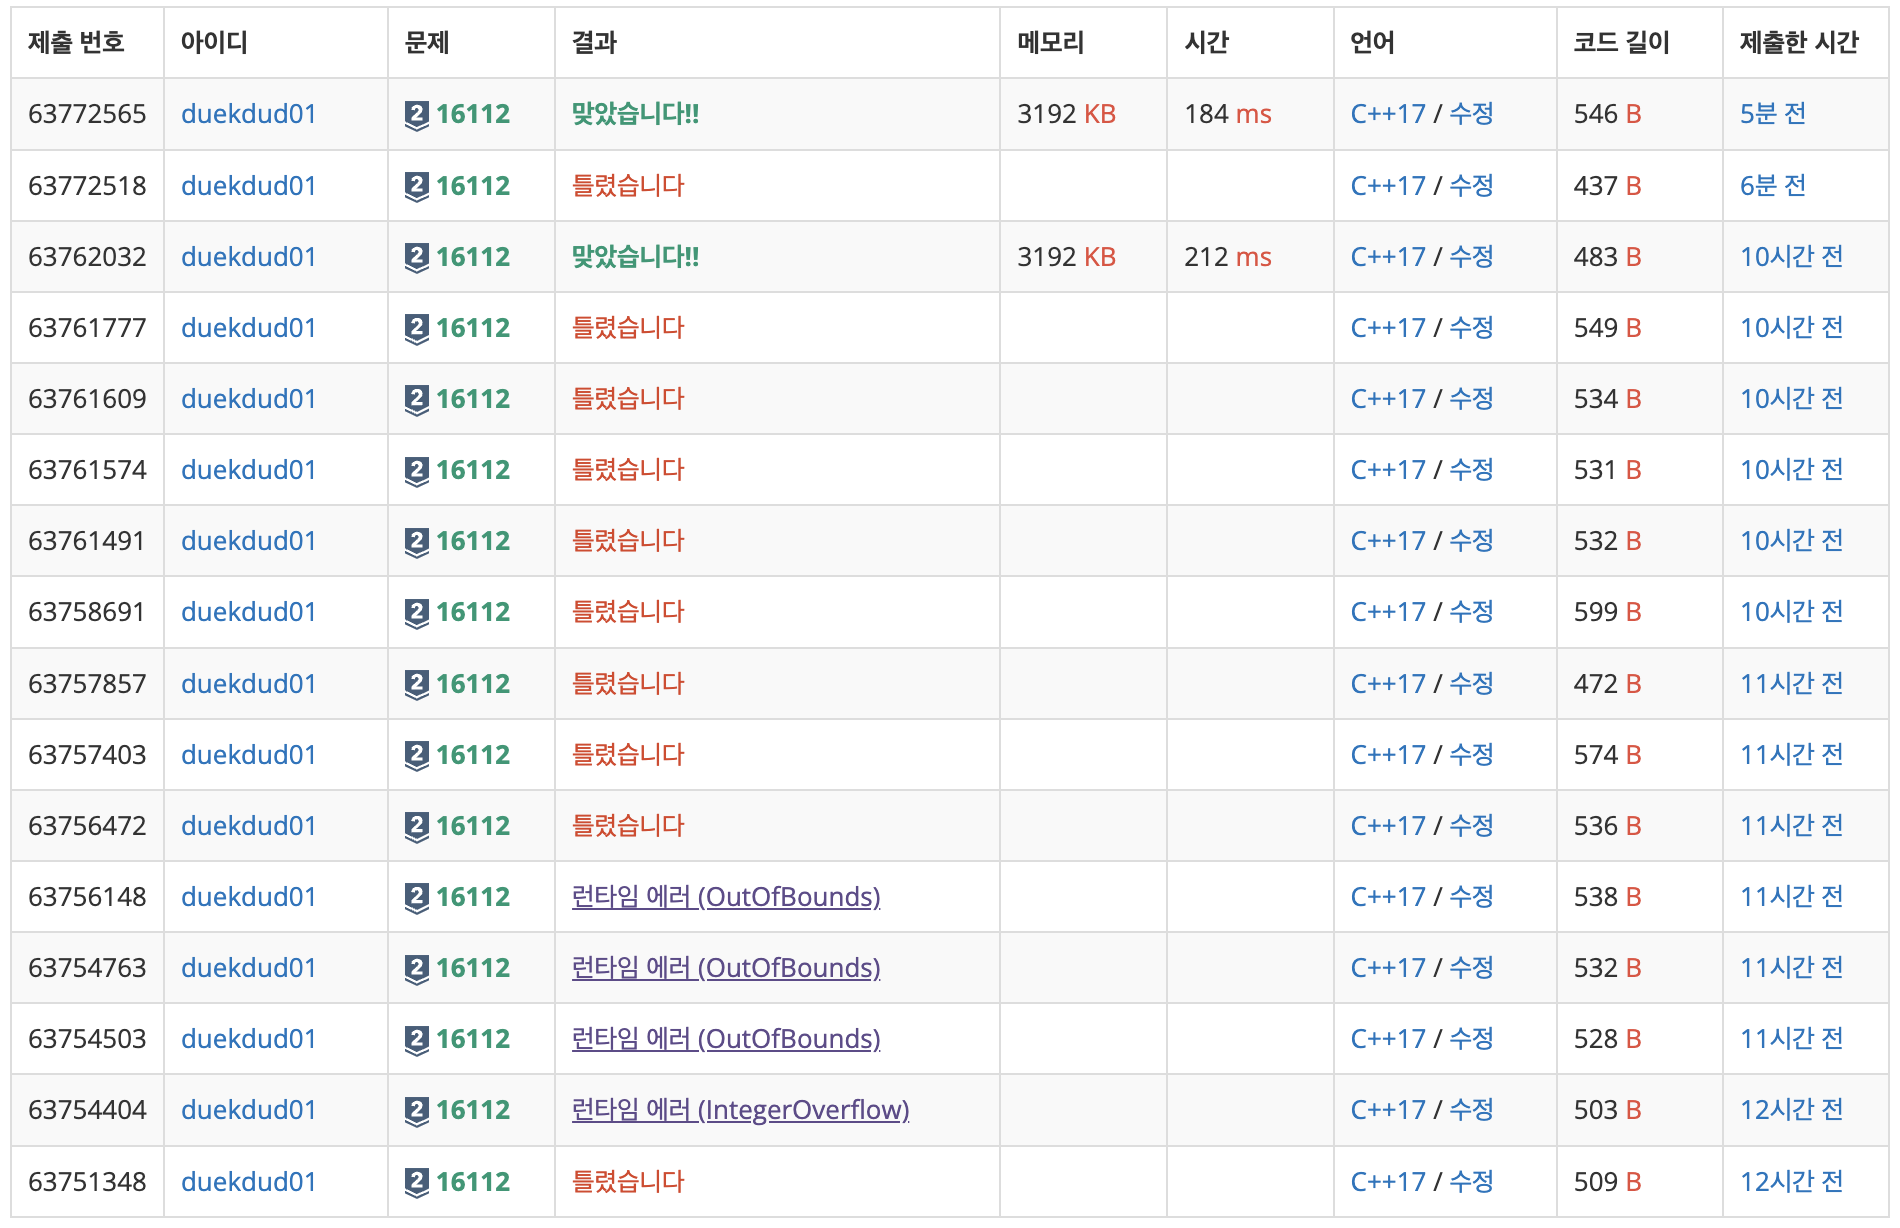 제출 번호 아이디 문제 결과 메모리 시간 언어 코드 길이 제출한 시간
63772565 duekdud01 2 16112 맞았습니다!! 3192 KB 184 ms C++17 / 수정 546 B 5분 전
63772518 duekdud01 2 16112 틀렸습니다 C++17 / 수정 437 B 6분 전
63762032 duekdud01 2 16112 맞았습니다!! 3192 KB 212 ms C++17 / 수정 483 B 10시간 전
63761777 duekdud01 2 16112 틀렸습니다 C++17 / 수정 549 B 10시간 전
63761609 duekdud01 2 16112 틀렸습니다 C++17 / 수정 534 B 10시간 전
63761574 duekdud01 2 16112 틀렸습니다 C++17 / 수정 531 B 10시간 전
63761491 duekdud01 2 16112 틀렸습니다 C++17 / 수정 532 B 10시간 전
63758691 duekdud01 2 16112 틀렸습니다 C++17 / 수정 599 B 10시간 전
63757857 duekdud01 2 16112 틀렸습니다 C++17 / 수정 472 B 11시간 전
63757403 duekdud01 2 16112 틀렸습니다 C++17 / 수정 574 B 11시간 전
63756472 duekdud01 2 16112 틀렸습니다 C++17 / 수정 536 B 11시간 전
63756148 duekdud01 2 16112 런타임 에러 (OutOfBounds) C++17 / 수정 538 B 11시간 전
63754763 duekdud01 2 16112 런타임 에러 (OutOfBounds) C++17 / 수정 532 B 11시간 전
63754503 duekdud01 2 16112 런타임 에러 (OutOfBounds) C++17 / 수정 528 B 11시간 전
63754404 duekdud01 2 16112 런타임 에러 (IntegerOverflow) C++17 / 수정 503 B 12시간 전
63751348 duekdud01 2 16112 틀렸습니다 C++17 / 수정 509 B 12시간 전